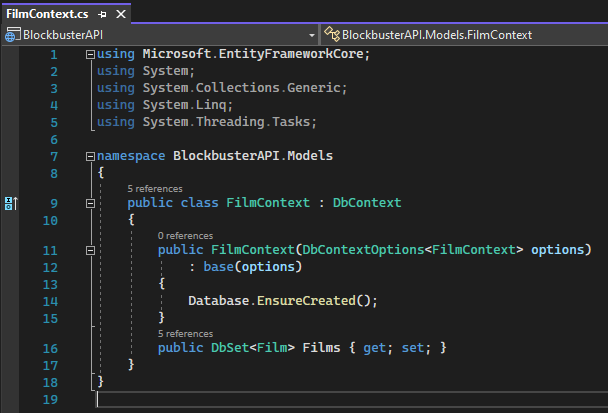 FilmContext.cs
BlockbusterAPI BlockbusterAPI.Models.FilmContext
1 using Microsoft.EntityFrameworkCore;
2 using System;
3 using System.Collections.Generic;
4 using System.Linq;
5 using System.Threading.Tasks;
6
7 namespace BlockbusterAPI.Models
8 {
5 references
9 public class FilmContext : DbContext
10 {
0 references
11 public FilmContext(DbContextOptions<FilmContext> options)
12 : base(options)
13 {
14 Database.EnsureCreated();
15 }
5 references
16 public DbSet<Film> Films { get; set; }
17 }
18 }
19